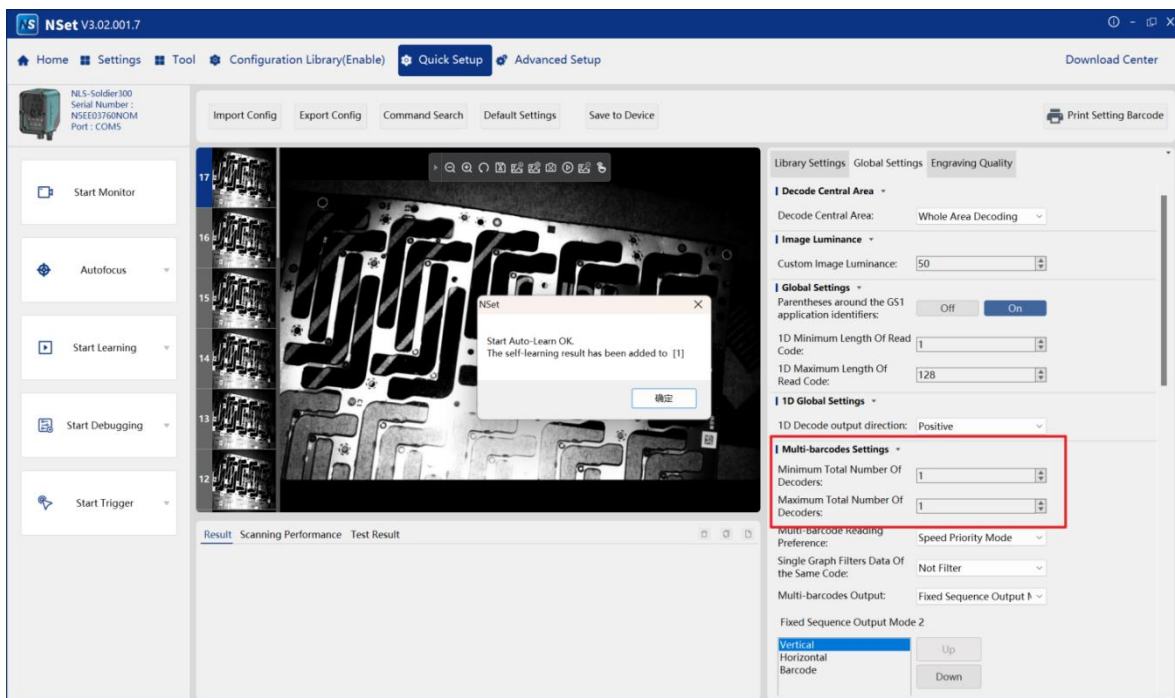 NS NSet V3.02.001.7
Home Settings Tool Configuration Library(Enable) Quick Setup Advanced Setup Download Center
NLS-Soldier300
Serial Number :
NSEE03760NOM
Port : COM5
Import Config Export Config Command Search Default Settings Save to Device Print Setting Barcode
Start Monitor
Autofocus
Start Learning
Start Debugging
Start Trigger
17
16
15
14
13
12
NSet
Start Auto-Learn OK.
The self-learning result has been added to [1]
确定
Result Scanning Performance Test Result
Library Settings Global Settings Engraving Quality
Decode Central Area
Decode Central Area: Whole Area Decoding
Image Luminance
Custom Image Luminance: 50
Global Settings
Parentheses around the GS1
application identifiers: Off On
1D Minimum Length Of Read
Code: 1
1D Maximum Length Of
Read Code: 128
1D Global Settings
1D Decode output direction: Positive
Multi-barcodes Settings
Minimum Total Number Of
Decoders: 1
Maximum Total Number Of
Decoders: 1
Multi-Barcode Reading
Preference: Speed Priority Mode
Single Graph Filters Data Of
the Same Code: Not Filter
Multi-barcodes Output: Fixed Sequence Output
Fixed Sequence Output Mode 2
Vertical
Horizontal
Barcode
Up
Down